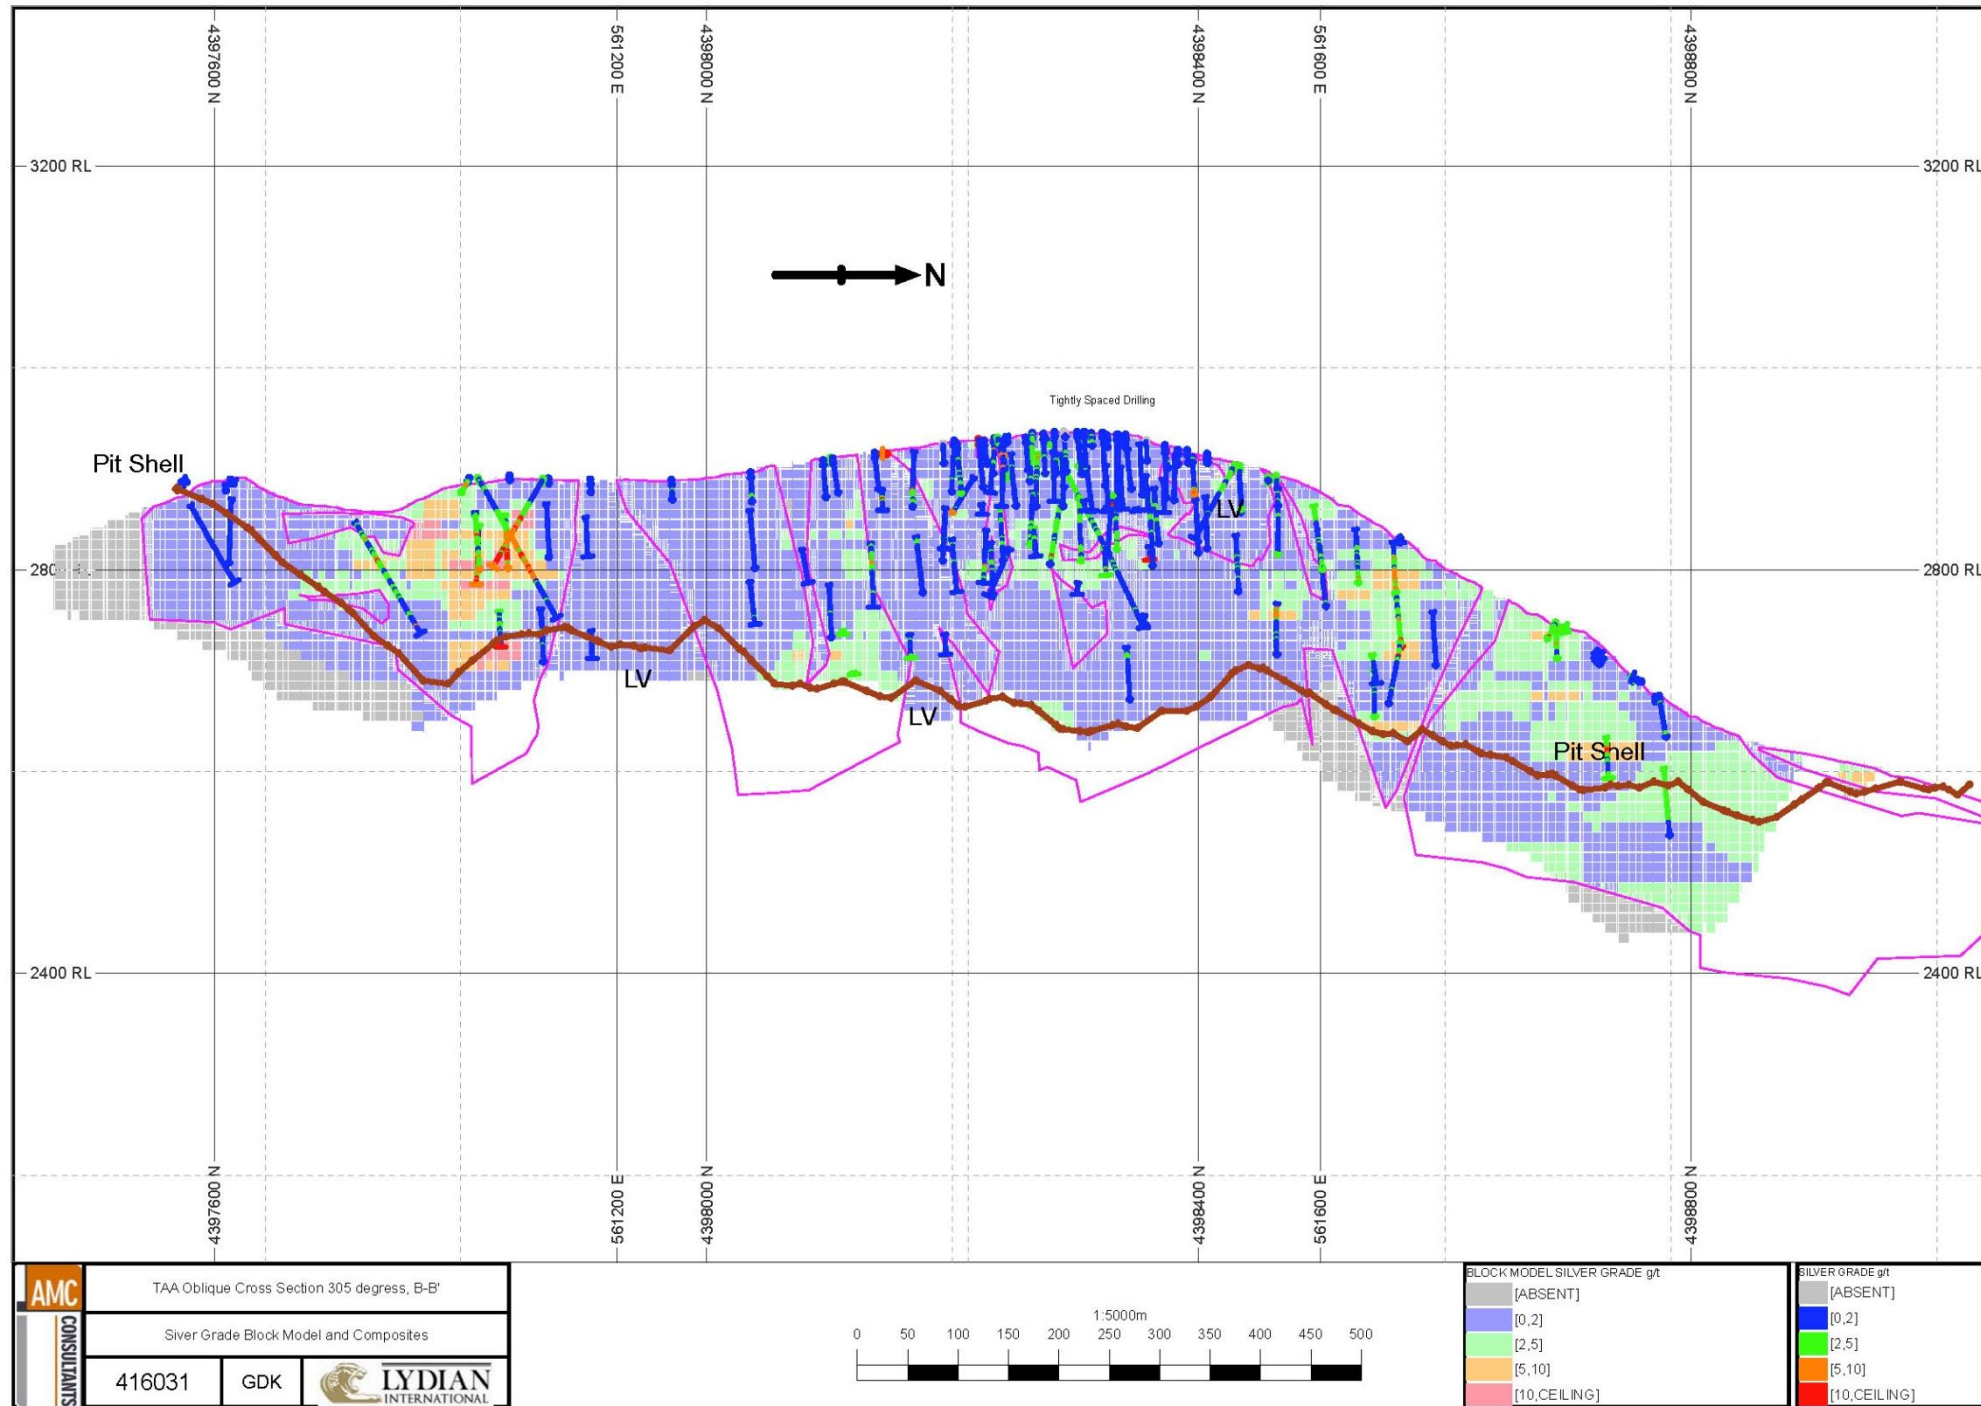 4397600 N
561200 E
4398000 N
4398400 N
561600 E
4398800 N
3200 RL
3200 RL
N
Tightly Spaced Drilling
Pit Shell
LV
2800 RL
LV
LV
Pit Shell
2400 RL
2400 RL
4397600 N
561200 E
4398000 N
4398400 N
561600 E
4398800 N
AMC
CONSULTANTS
TAA Oblique Cross Section 305 degress, B-B'
Siver Grade Block Model and Composites
416031
GDK
LYDIAN
INTERNATIONAL
1:5000m
0 50 100 150 200 250 300 350 400 450 500
BLOCK MODEL SILVER GRADE g/t
[ABSENT]
[0,2]
[2,5]
[5,10]
[10,CEILING]
SILVER GRADE g/t
[ABSENT]
[0,2]
[2,5]
[5,10]
[10,CEILING]